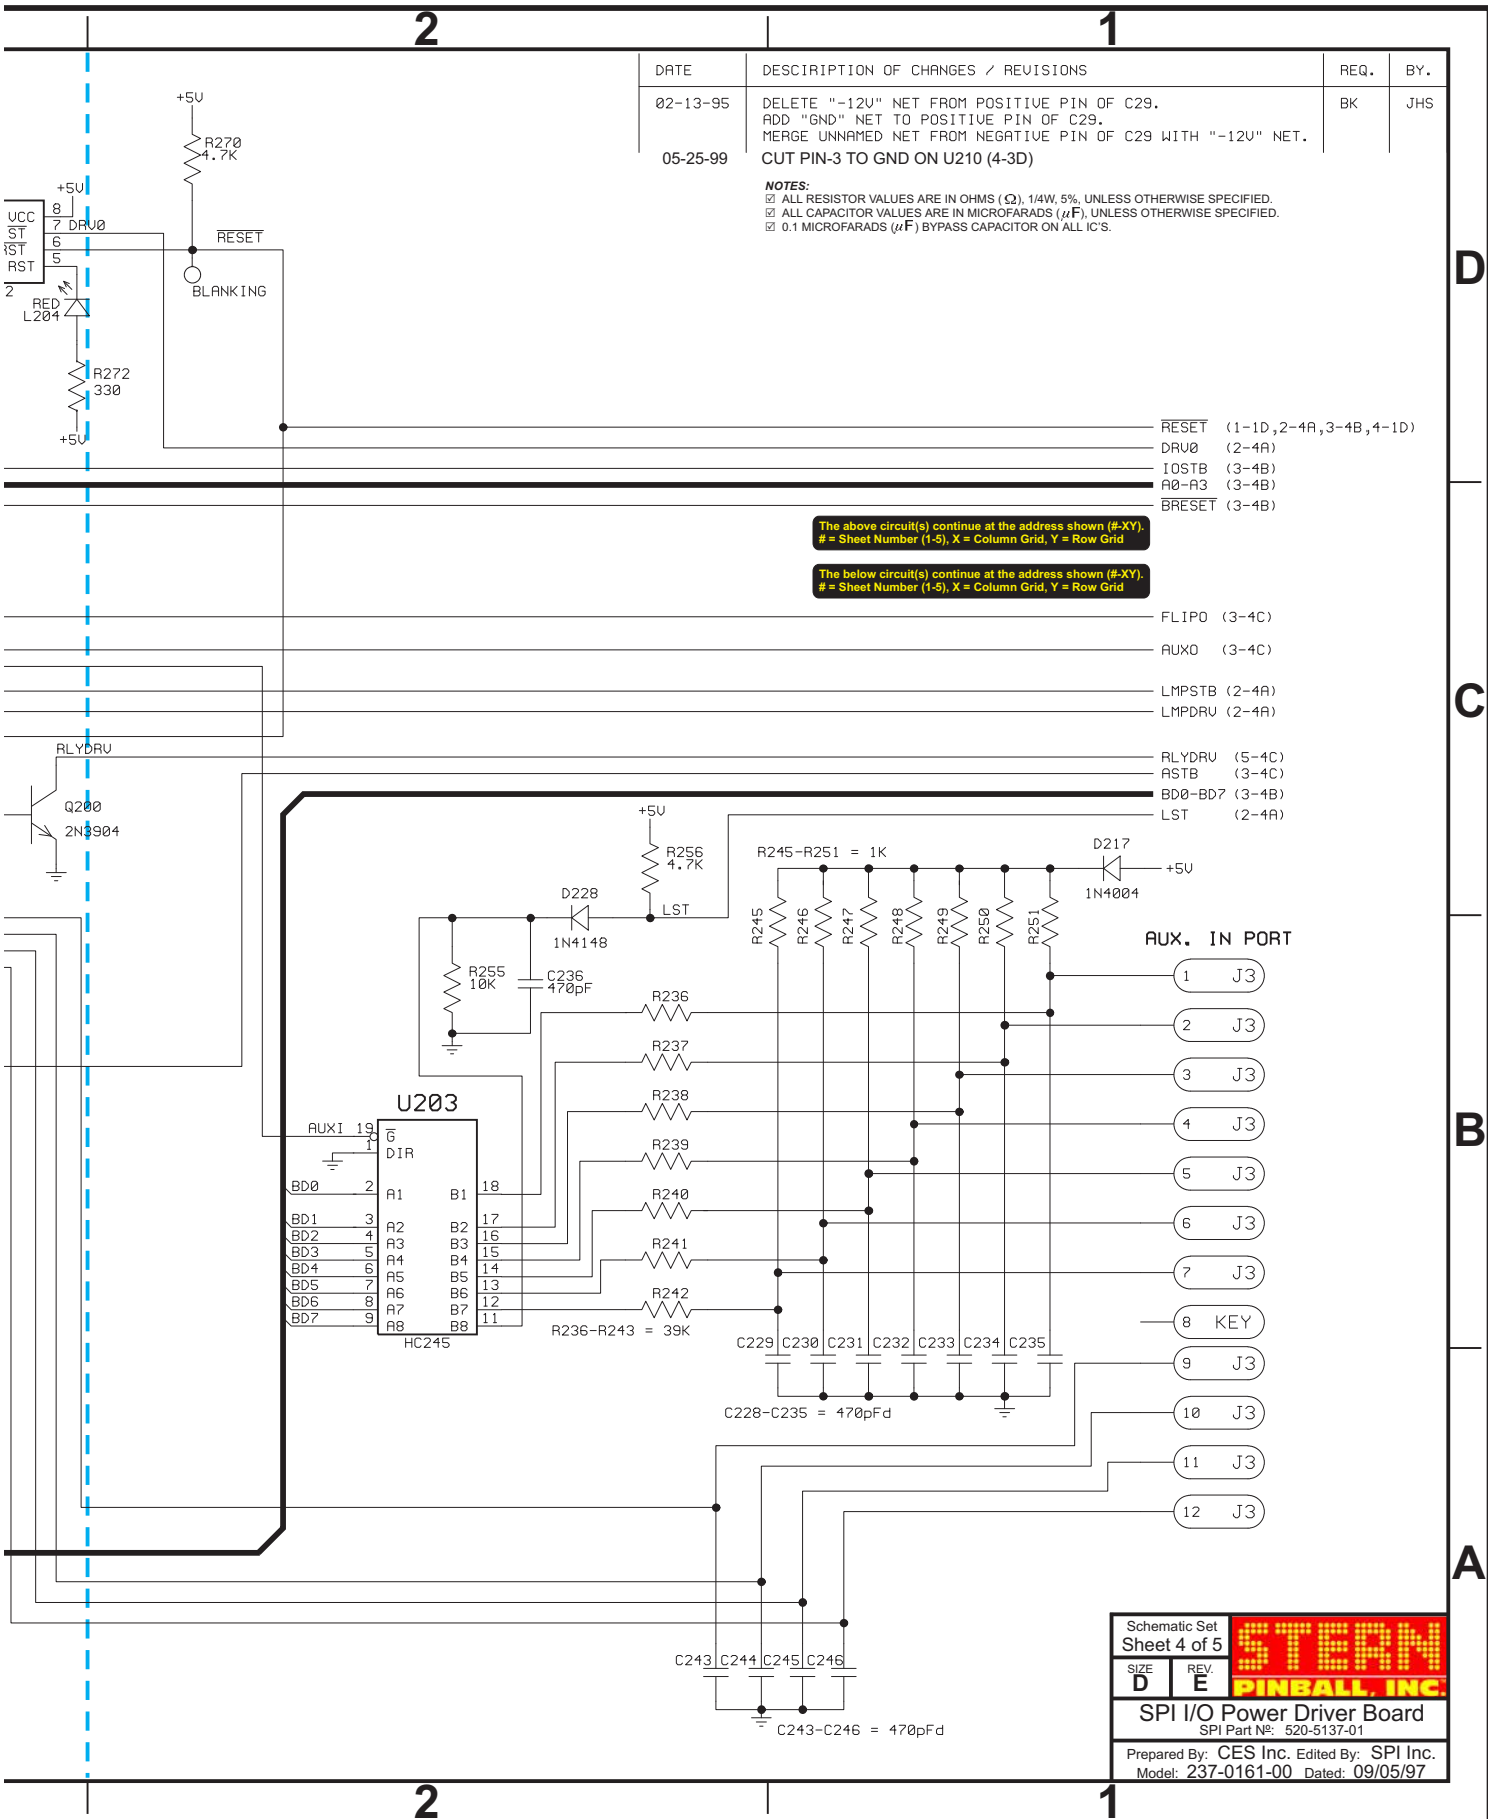 2
1
DATE
DESCIRIPTION OF CHANGES / REVISIONS
REQ.
BY.
02-13-95
DELETE "-12V" NET FROM POSITIVE PIN OF C29.
BK
JHS
ADD "GND" NET TO POSITIVE PIN OF C29.
MERGE UNNAMED NET FROM NEGATIVE PIN OF C29 WITH "-12V" NET.
05-25-99
CUT PIN-3 TO GND ON U210 (4-3D)
NOTES:
☑ ALL RESISTOR VALUES ARE IN OHMS (Ω), 1/4W, 5%, UNLESS OTHERWISE SPECIFIED.
☑ ALL CAPACITOR VALUES ARE IN MICROFARADS (µF), UNLESS OTHERWISE SPECIFIED.
☑ 0.1 MICROFARADS (µF) BYPASS CAPACITOR ON ALL IC'S.
+5V
R270
4.7K
+5V
VCC
8
ST
7
DRV0
RST
6
RST
5
2
RESET
BLANKING
RED
L204
R272
330
+5V
D
RESET (1-1D,2-4A,3-4B,4-1D)
DRV0 (2-4A)
IOSTB (3-4B)
A0-A3 (3-4B)
BRESET (3-4B)
The above circuit(s) continue at the address shown (#-XY).
# = Sheet Number (1-5), X = Column Grid, Y = Row Grid
The below circuit(s) continue at the address shown (#-XY).
# = Sheet Number (1-5), X = Column Grid, Y = Row Grid
FLIPO (3-4C)
AUXO (3-4C)
LMPSTB (2-4A)
LMPDRV (2-4A)
C
RLYDRV
RLYDRV (5-4C)
ASTB (3-4C)
BD0-BD7 (3-4B)
LST (2-4A)
Q200
2N3904
+5V
R256
4.7K
R245-R251 = 1K
D217
+5V
1N4004
D228
1N4148
LST
R245
R246
R247
R248
R249
R250
R251
AUX. IN PORT
R255
10K
C236
470pF
1 J3
R236
2 J3
R237
3 J3
R238
4 J3
R239
5 J3
R240
6 J3
R241
7 J3
R242
8 KEY
9 J3
10 J3
11 J3
12 J3
B
U203
AUXI
19
G
1
DIR
BD0
2
A1
B1
18
BD1
3
A2
B2
17
BD2
4
A3
B3
16
BD3
5
A4
B4
15
BD4
6
A5
B5
14
BD5
7
A6
B6
13
BD6
8
A7
B7
12
BD7
9
A8
B8
11
HC245
R236-R243 = 39K
C229
C230
C231
C232
C233
C234
C235
C228-C235 = 470pFd
A
C243
C244
C245
C246
C243-C246 = 470pFd
Schematic Set
Sheet 4 of 5
SIZE
D
REV.
E
STERN
PINBALL, INC.
SPI I/O Power Driver Board
SPI Part Nº: 520-5137-01
Prepared By: CES Inc. Edited By: SPI Inc.
Model: 237-0161-00 Dated: 09/05/97
2
1